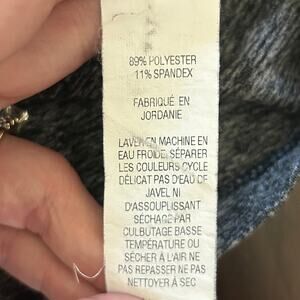 89% POLYESTER
11% SPANDEX
FABRIQUÉ EN
JORDANIE
LAVER EN MACHINE EN
EAU FROIDE. SÉPARER
LES COULEURS CYCLE
DÉLICAT PAS D'EAU DE
JAVEL NI
D'ASSOUPLISSANT
SÉCHAGE PAR
CULBUTAGE BASSE
TEMPÉRATURE OU
SÉCHER À L'AIR NE
PAS REPASSER NE PAS
NETTOYER À SEC